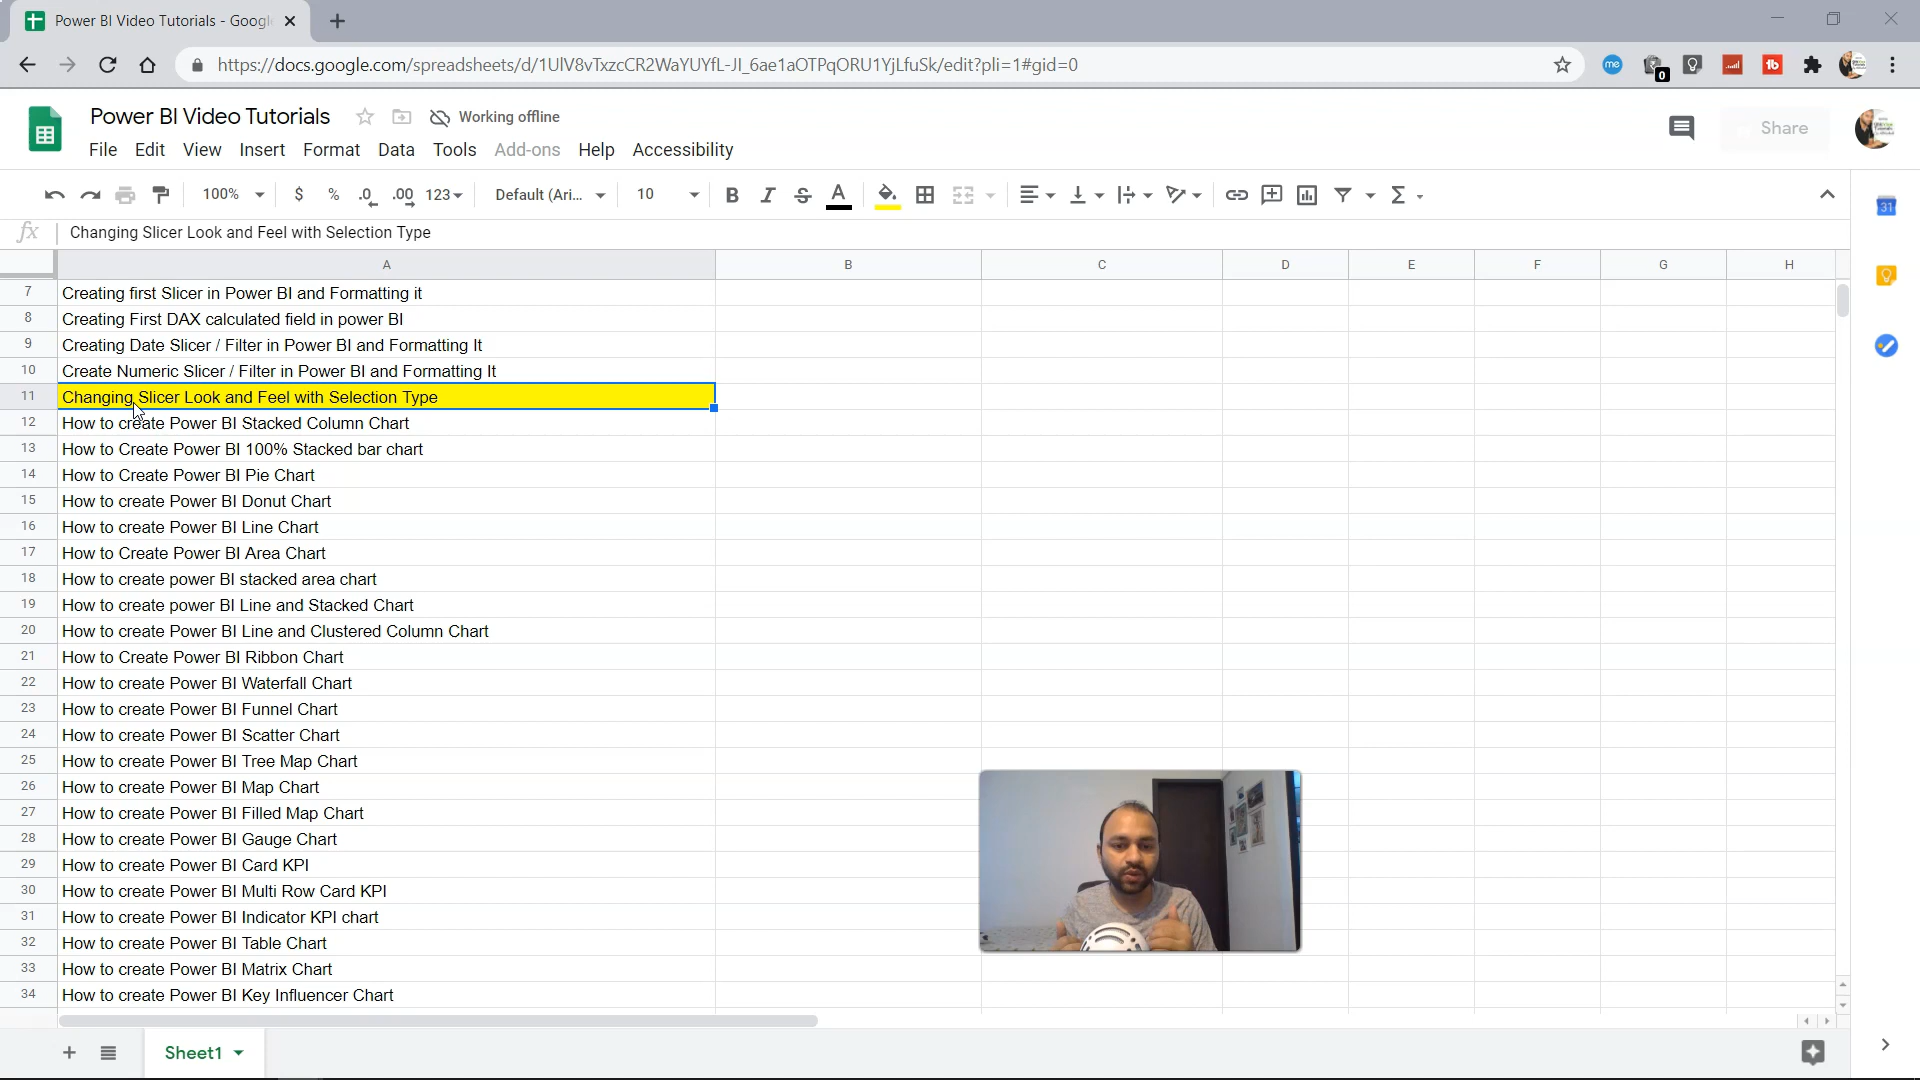 Power BI Video Tutorials - Googl
https://docs.google.com/spreadsheets/d/1UlV8vTxzcCR2WaYUYfL-JI_6ae1aOTPqORU1YjLfuSk/edit?pli=1#gid=0
me
0
tb
Power BI Video Tutorials
Working offline
Share
File Edit View Insert Format Data Tools Add-ons Help Accessibility
100% $ % .0 .00 123 Default (Ari... 10 B I S A Σ
31
fx Changing Slicer Look and Feel with Selection Type
A B C D E F G H
7 Creating first Slicer in Power BI and Formatting it
8 Creating First DAX calculated field in power BI
9 Creating Date Slicer / Filter in Power BI and Formatting It
10 Create Numeric Slicer / Filter in Power BI and Formatting It
11 Changing Slicer Look and Feel with Selection Type
12 How to create Power BI Stacked Column Chart
13 How to Create Power BI 100% Stacked bar chart
14 How to Create Power BI Pie Chart
15 How to create Power BI Donut Chart
16 How to create Power BI Line Chart
17 How to Create Power BI Area Chart
18 How to create power BI stacked area chart
19 How to create power BI Line and Stacked Chart
20 How to create Power BI Line and Clustered Column Chart
21 How to Create Power BI Ribbon Chart
22 How to create Power BI Waterfall Chart
23 How to create Power BI Funnel Chart
24 How to create Power BI Scatter Chart
25 How to create Power BI Tree Map Chart
26 How to create Power BI Map Chart
27 How to create Power BI Filled Map Chart
28 How to create Power BI Gauge Chart
29 How to create Power BI Card KPI
30 How to create Power BI Multi Row Card KPI
31 How to create Power BI Indicator KPI chart
32 How to create Power BI Table Chart
33 How to create Power BI Matrix Chart
34 How to create Power BI Key Influencer Chart
Sheet1